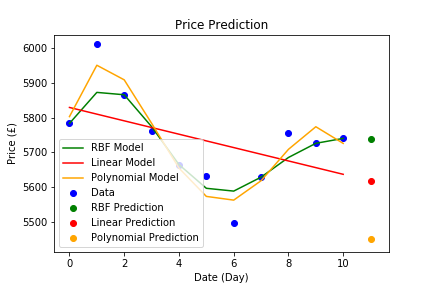 Price Prediction
6000
5900
5800
5700
5600
5500
Price (£)
RBF Model
Linear Model
Polynomial Model
Data
RBF Prediction
Linear Prediction
Polynomial Prediction
0 2 4 6 8 10
Date (Day)